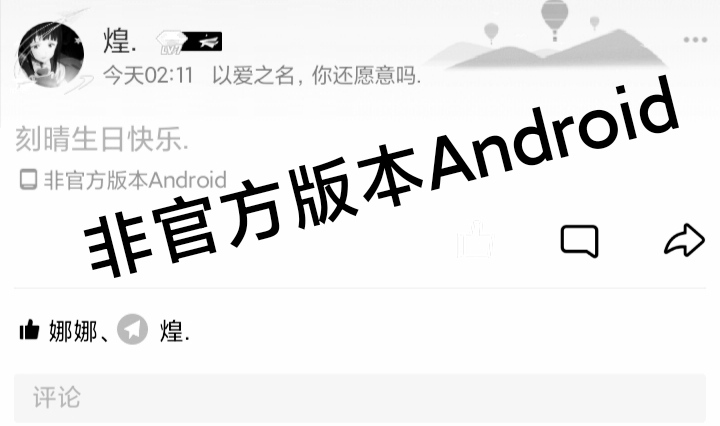 煌. LV7
今天02:11 以爱之名, 你还愿意吗.
刻晴生日快乐.
非官方版本Android
非官方版本Android
娜娜、煌.
评论